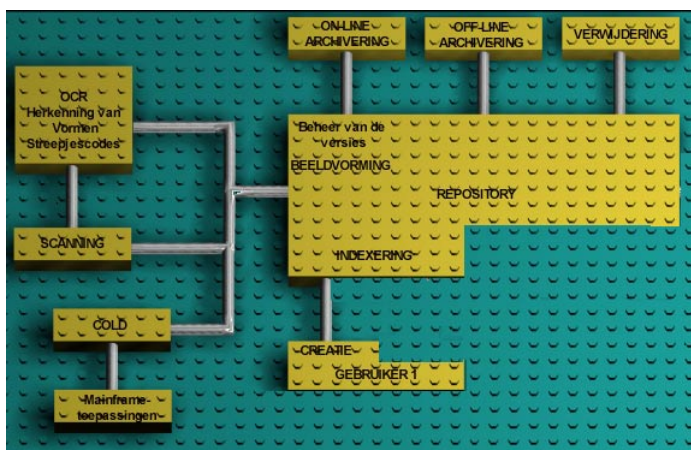 ON-LINE
ARCHIVERING
OFF-LINE
ARCHIVERING
VERWIJDERING
OCR
Herkenning van
Vormen
Streepjescodes
Beheer van de
versies
BEELDVORMING
REPOSITORY
SCANNING
INDEXERING
COLD
CREATIE
GEBRUIKER 1
Mainframe-
toepassingen